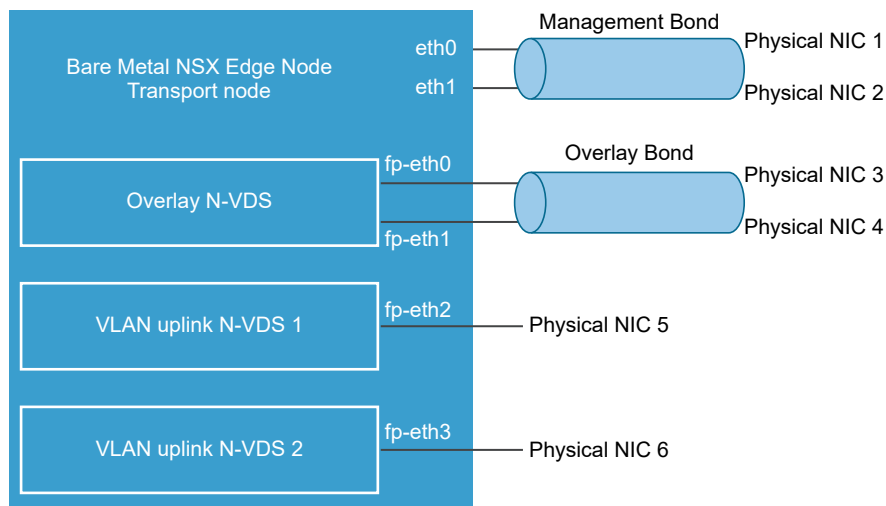 Management Bond
eth0
Physical NIC 1
Bare Metal NSX Edge Node
Transport node
eth1
Physical NIC 2
Overlay Bond
fp-eth0
Physical NIC 3
Overlay N-VDS
fp-eth1
Physical NIC 4
fp-eth2
VLAN uplink N-VDS 1
Physical NIC 5
fp-eth3
VLAN uplink N-VDS 2
Physical NIC 6